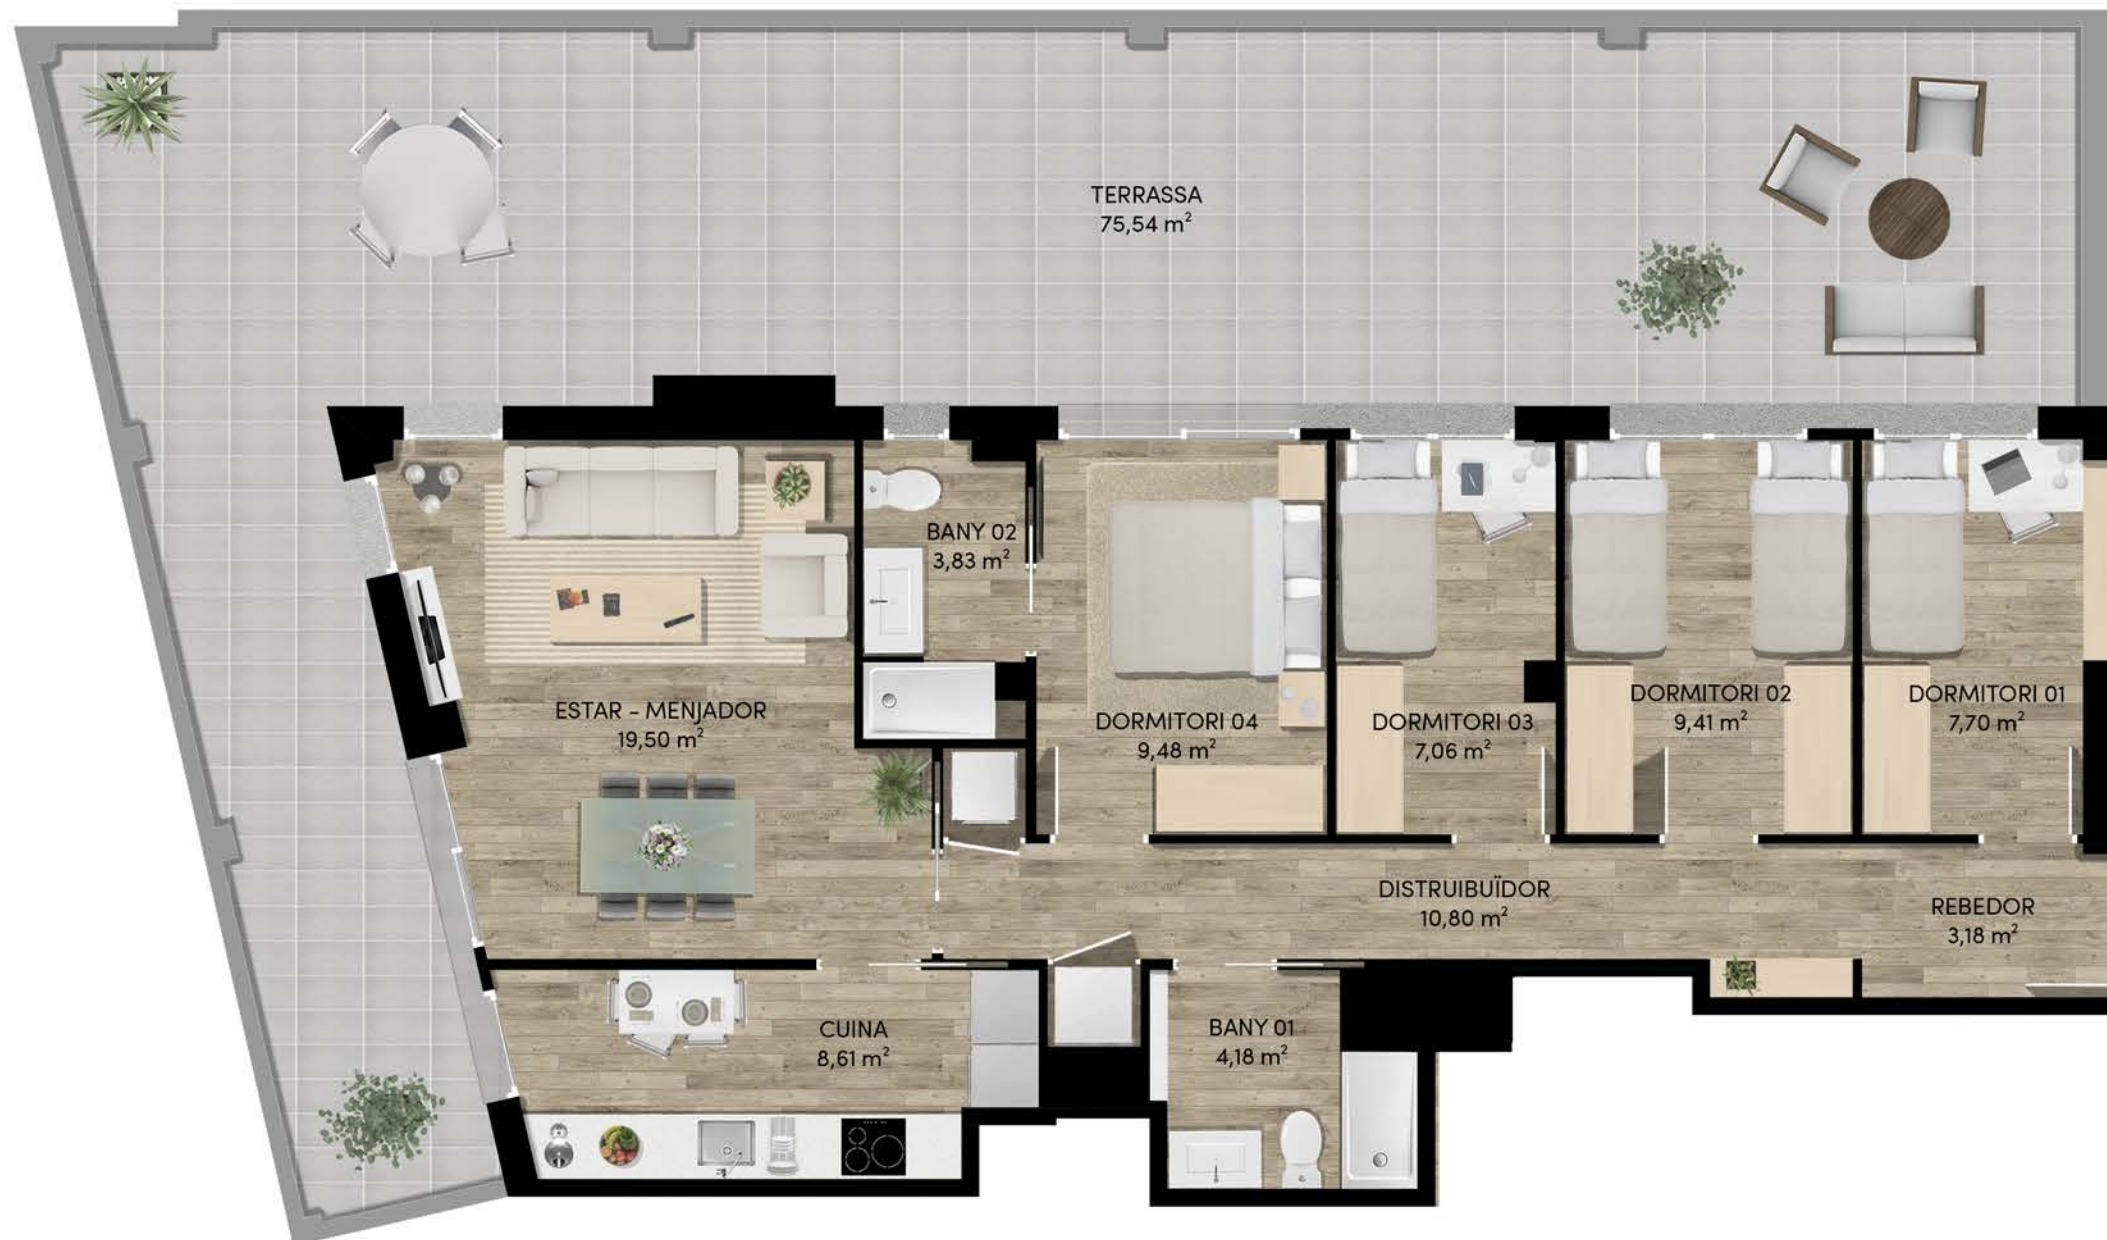 TERRASSA
75,54 m²
BANY 02
3,83 m²
ESTAR - MENJADOR
19,50 m²
DORMITORI 04
9,48 m²
DORMITORI 03
7,06 m²
DORMITORI 02
9,41 m²
DORMITORI 01
7,70 m²
DISTRUIBUÏDOR
10,80 m²
REBEDOR
3,18 m²
CUINA
8,61 m²
BANY 01
4,18 m²